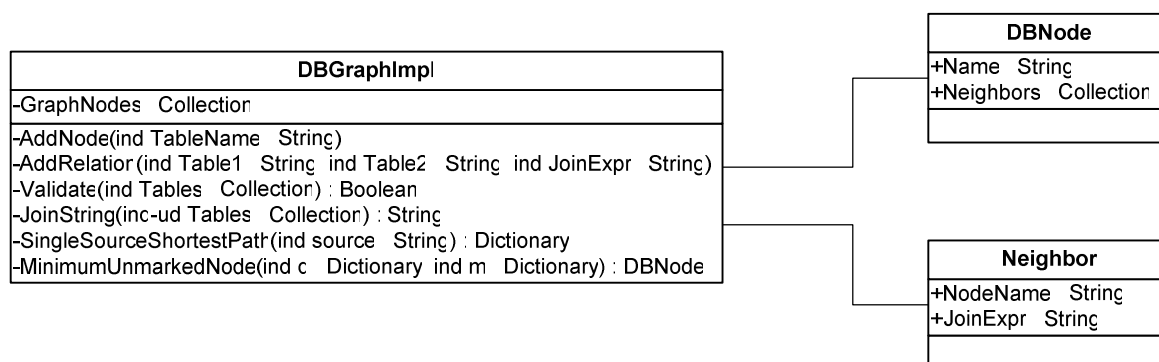 DBGraphImpl
-GraphNodes Collection
-AddNode(ind TableName String)
-AddRelation(ind Table1 String ind Table2 String ind JoinExpr String)
-Validate(ind Tables Collection) : Boolean
-JoinString(ind-ud Tables Collection) : String
-SingleSourceShortestPath(ind source String) : Dictionary
-MinimumUnmarkedNode(ind c Dictionary ind m Dictionary) : DBNode
DBNode
+Name String
+Neighbors Collection
Neighbor
+NodeName String
+JoinExpr String